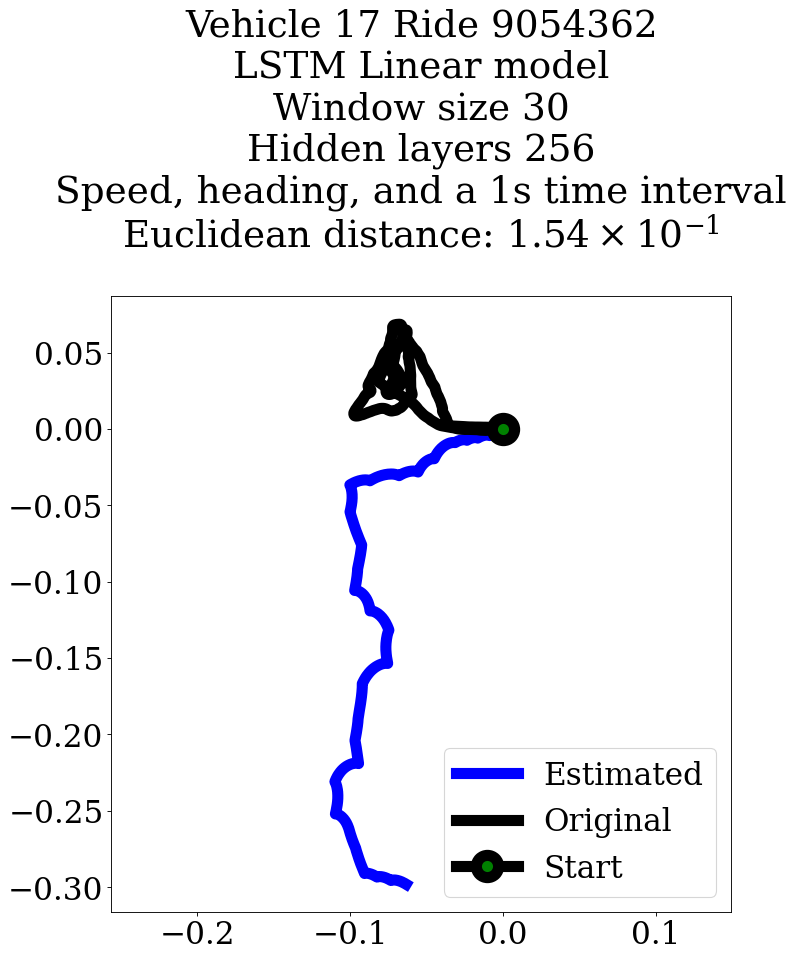 Vehicle 17 Ride 9054362
LSTM Linear model
Window size 30
Hidden layers 256
Speed, heading, and a 1s time interval
Euclidean distance: 1.54 × 10⁻¹
0.05
0.00
−0.05
−0.10
−0.15
−0.20
−0.25
−0.30
Estimated
Original
Start
−0.2
−0.1
0.0
0.1